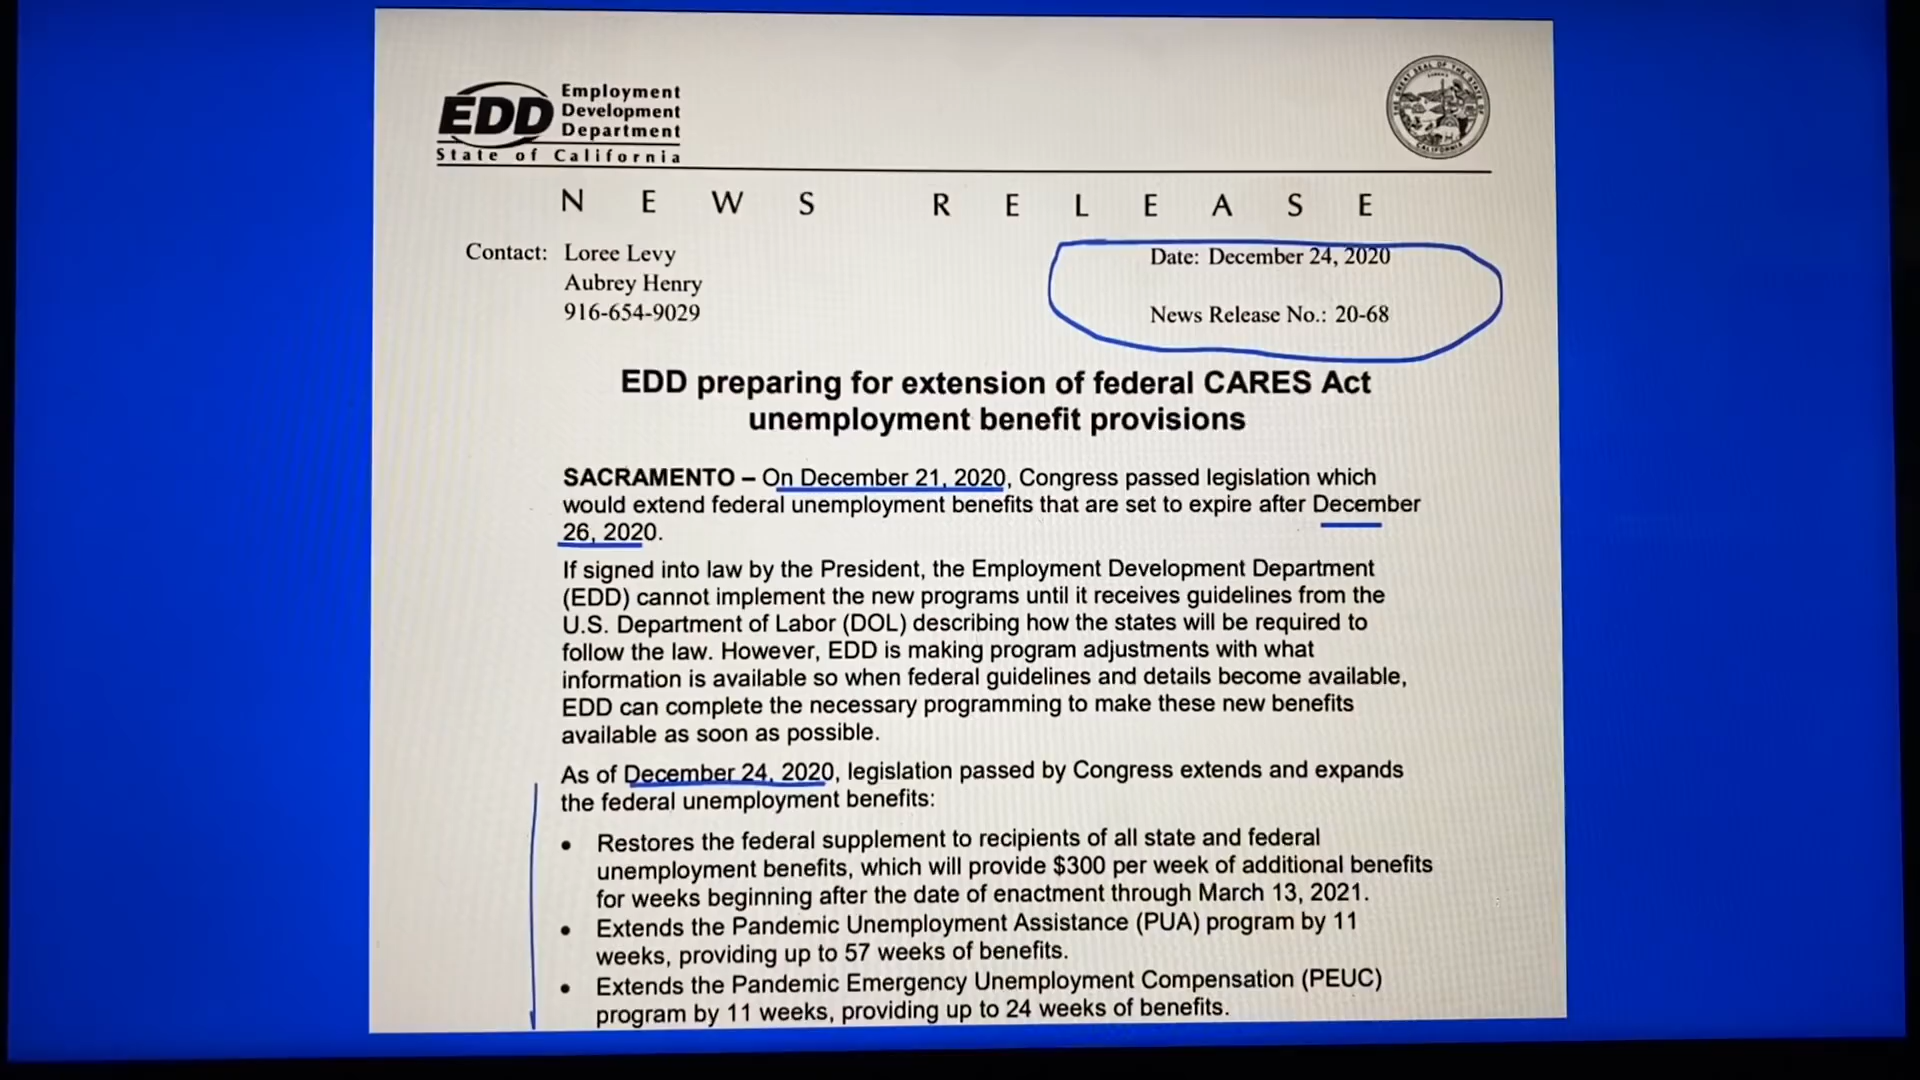 EDD Employment
Development
Department
State of California
THE GREAT SEAL OF THE STATE OF CALIFORNIA
NEWS RELEASE
Contact: Loree Levy
Aubrey Henry
916-654-9029
Date: December 24, 2020
News Release No.: 20-68
EDD preparing for extension of federal CARES Act
unemployment benefit provisions
SACRAMENTO – On December 21, 2020, Congress passed legislation which
would extend federal unemployment benefits that are set to expire after December
26, 2020.
If signed into law by the President, the Employment Development Department
(EDD) cannot implement the new programs until it receives guidelines from the
U.S. Department of Labor (DOL) describing how the states will be required to
follow the law. However, EDD is making program adjustments with what
information is available so when federal guidelines and details become available,
EDD can complete the necessary programming to make these new benefits
available as soon as possible.
As of December 24, 2020, legislation passed by Congress extends and expands
the federal unemployment benefits:
• Restores the federal supplement to recipients of all state and federal
unemployment benefits, which will provide $300 per week of additional benefits
for weeks beginning after the date of enactment through March 13, 2021.
• Extends the Pandemic Unemployment Assistance (PUA) program by 11
weeks, providing up to 57 weeks of benefits.
• Extends the Pandemic Emergency Unemployment Compensation (PEUC)
program by 11 weeks, providing up to 24 weeks of benefits.